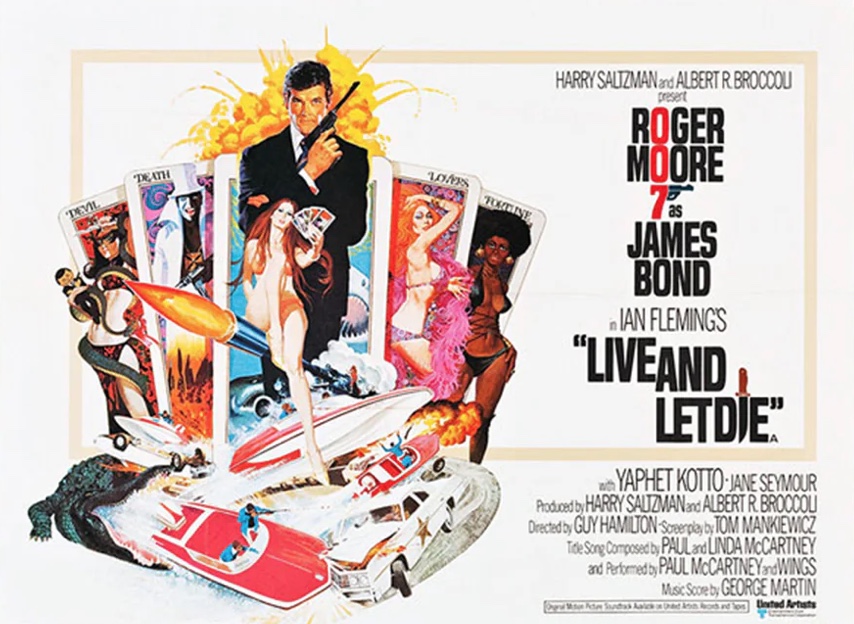 DEVIL
DEATH
LOVERS
FORTUNE
HARRY SALTZMAN and ALBERT R. BROCCOLI
present
ROGER
MOORE
7 as
JAMES
BOND
in IAN FLEMING'S
"LIVE AND
LET DIE"
A
with YAPHET KOTTO · JANE SEYMOUR
Produced by HARRY SALTZMAN and ALBERT R. BROCCOLI
Directed by GUY HAMILTON · Screenplay by TOM MANKIEWICZ
Title Song Composed by PAUL and LINDA McCARTNEY
and Performed by PAUL McCARTNEY and WINGS
Music Score by GEORGE MARTIN
Original Motion Picture Soundtrack Available on United Artists Records and Tapes
United Artists